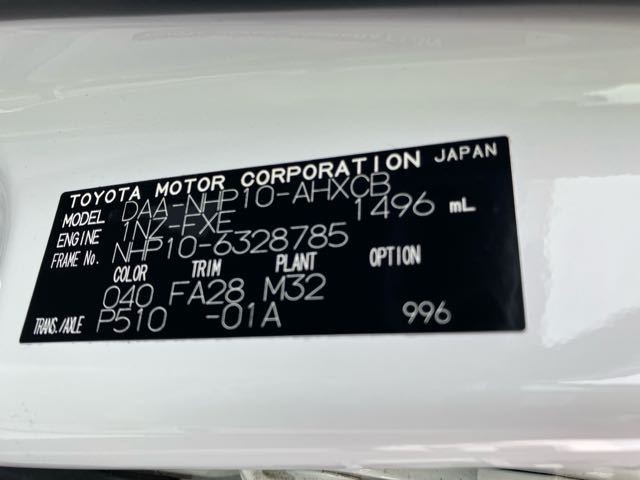 TOYOTA MOTOR CORPORATION JAPAN
MODEL DAA-NHP10-AHXCB
ENGINE 1NZ-FXE 1496 mL
FRAME No. NHP10-6328785
COLOR TRIM PLANT OPTION
040 FA28 M32
TRANS./AXLE P510 -01A 996